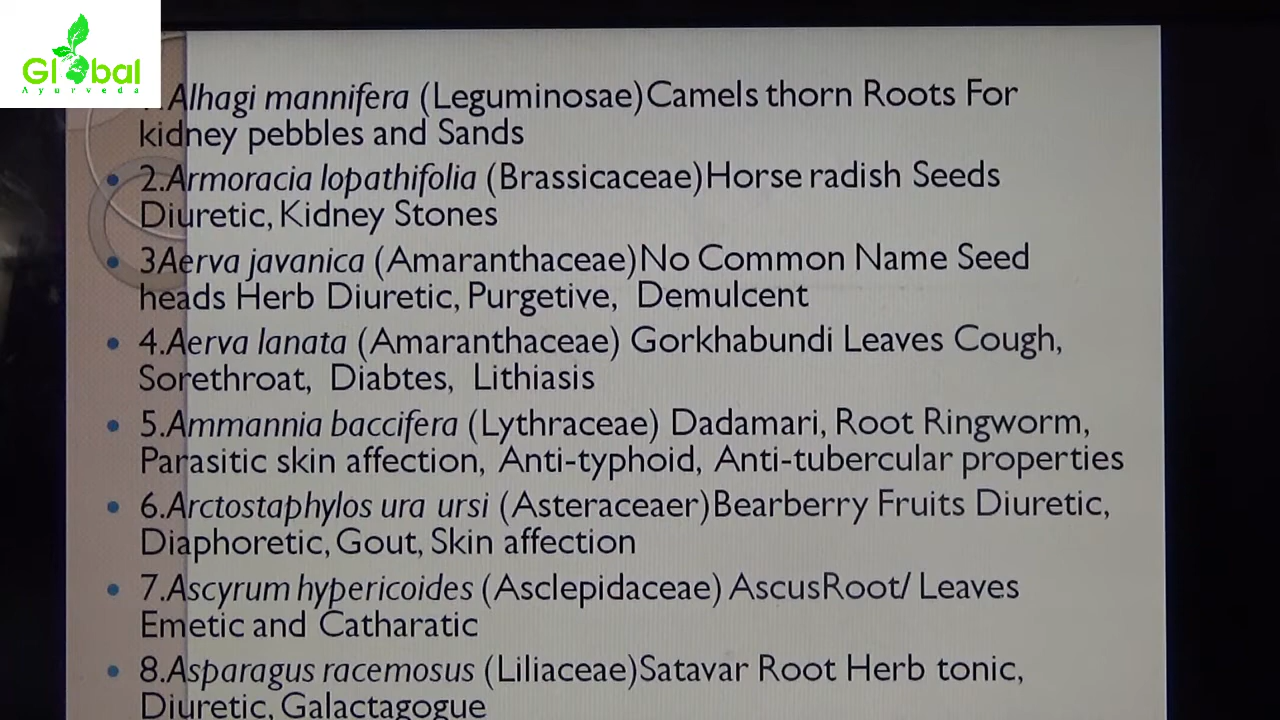 Global
Ayurveda
1.Alhagi mannifera (Leguminosae)Camels thorn Roots For
kidney pebbles and Sands
• 2.Armoracia lopathifolia (Brassicaceae)Horse radish Seeds
Diuretic, Kidney Stones
• 3Aerva javanica (Amaranthaceae)No Common Name Seed
heads Herb Diuretic, Purgetive, Demulcent
• 4.Aerva lanata (Amaranthaceae) Gorkhabundi Leaves Cough,
Sorethroat, Diabtes, Lithiasis
• 5.Ammannia baccifera (Lythraceae) Dadamari, Root Ringworm,
Parasitic skin affection, Anti-typhoid, Anti-tubercular properties
• 6.Arctostaphylos ura ursi (Asteraceaer)Bearberry Fruits Diuretic,
Diaphoretic, Gout, Skin affection
• 7.Ascyrum hypericoides (Asclepidaceae) AscusRoot/ Leaves
Emetic and Catharatic
• 8.Asparagus racemosus (Liliaceae)Satavar Root Herb tonic,
Diuretic, Galactagogue